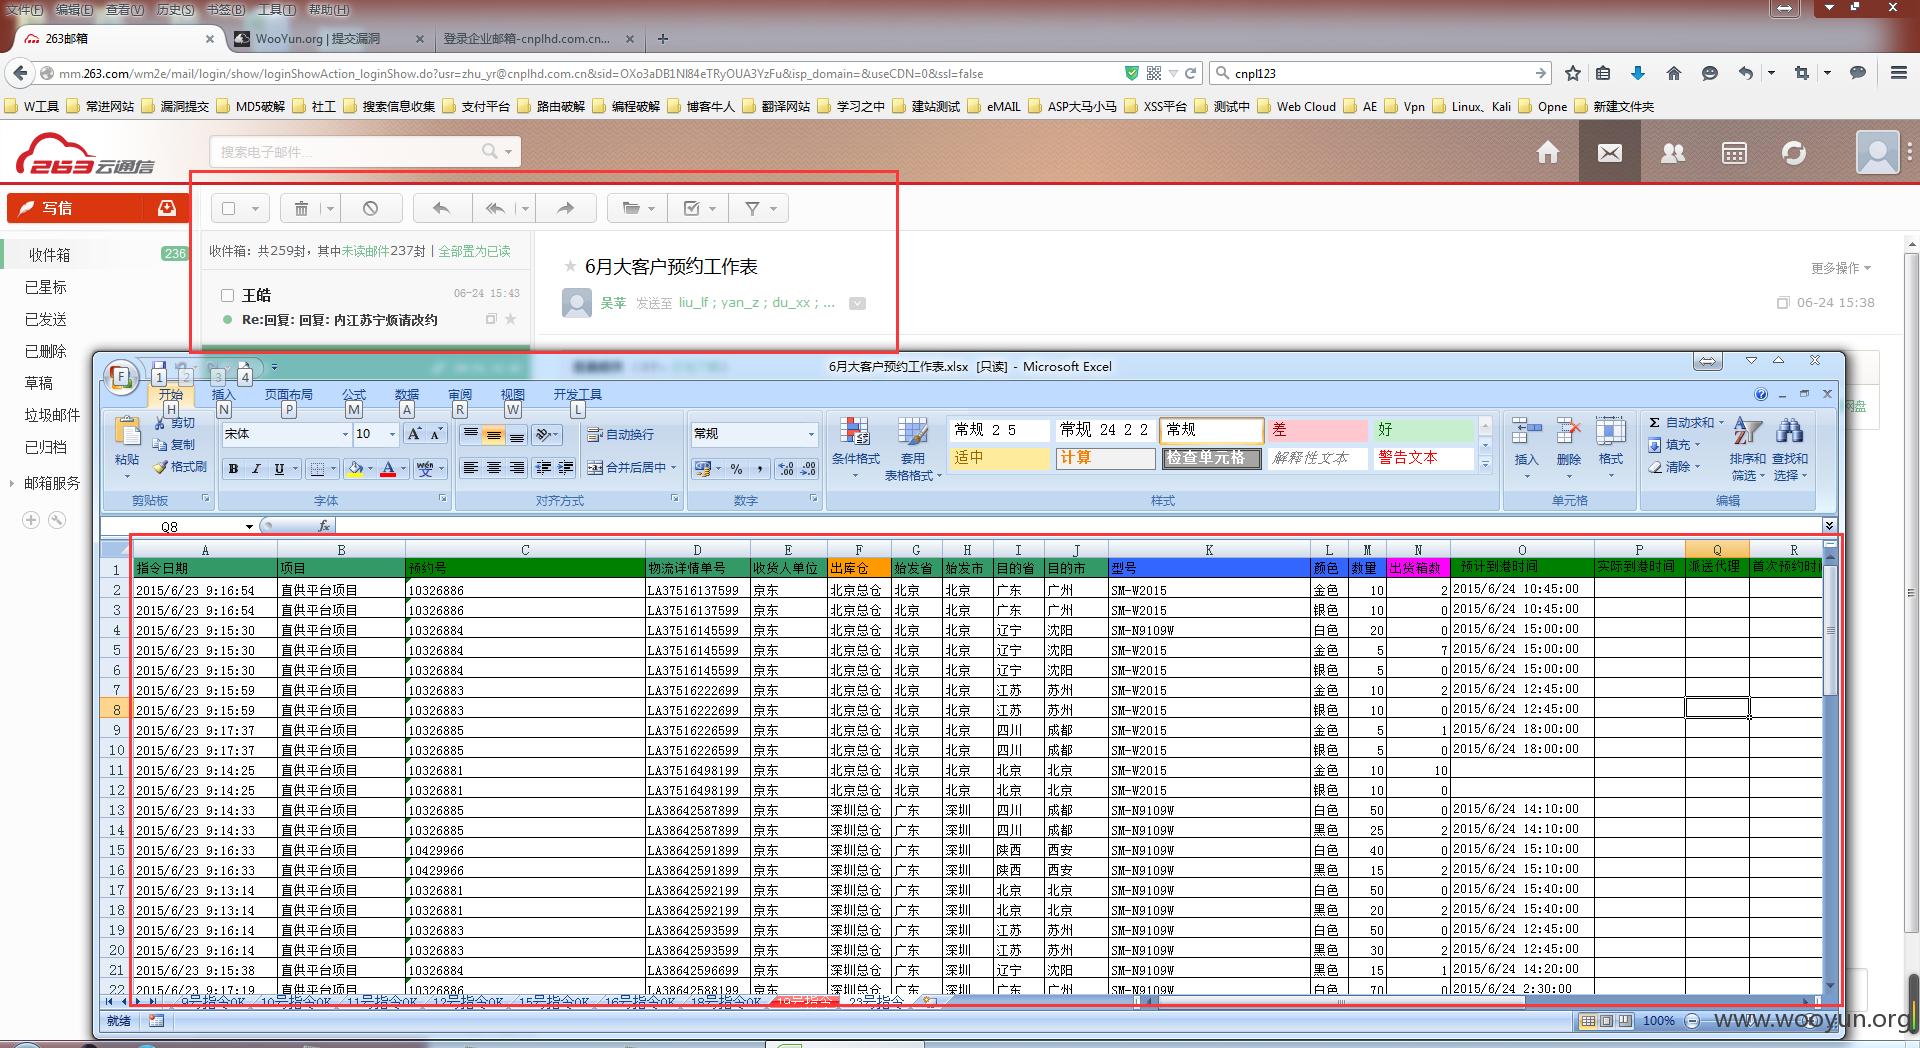 文件(F) 编辑(E) 查看(V) 历史(S) 书签(B) 工具(T) 帮助(H)
263邮箱 WooYun.org | 提交漏洞 登录企业邮箱-cnplhd.com.cn...
mm.263.com/wm2e/mail/login/show/loginShowAction_loginShow.do?usr=zhu_yr@cnplhd.com.cn&sid=OXo3aDB1Nl84eTRyOUA3YzFu&isp_domain=&useCDN=0&ssl=false cnpl123
W工具 常进网站 漏洞提交 MD5破解 社工 搜索信息收集 支付平台 路由破解 编程破解 博客牛人 翻译网站 学习之中 建站测试 eMAIL ASP大马小马 XSS平台 测试中 Web Cloud AE Vpn Linux、Kali Opne 新建文件夹
263云通信 搜索电子邮件...
写信
收件箱 236
已星标
已发送
已删除
草稿
垃圾邮件
已归档
邮箱服务
收件箱: 共259封，其中未读邮件237封 | 全部置为已读
王皓 06-24 15:43
Re:回复: 回复: 内江苏宁烦请改约
6月大客户预约工作表
更多操作
吴苹 发送至 liu_lf ; yan_z ; du_xx ; ...
06-24 15:38
6月大客户预约工作表.xlsx [只读] - Microsoft Excel
1 2 3 4
开始 插入 页面布局 公式 数据 审阅 视图 开发工具
H N P M A R W L
粘贴 剪切 复制 格式刷 剪贴板
宋体 10 B I U A 字体
自动换行 合并后居中 对齐方式
常规 % , 数字
条件格式 套用表格格式
常规 2 5 常规 24 2 2 常规 差 好
适中 计算 检查单元格 解释性文本 警告文本
样式
插入 删除 格式 单元格
Σ 自动求和 填充 清除 排序和筛选 查找和选择 编辑
网盘
Q8 fx
A B C D E F G H I J K L M N O P Q R
1 指令日期 项目 预约号 物流详情单号 收货人单位 出库仓 始发省 始发市 目的省 目的市 型号 颜色 数量 出货箱数 预计到港时间 实际到港时间 派送代理 首次预约时间
2 2015/6/23 9:16:54 直供平台项目 10326886 LA37516137599 京东 北京总仓 北京 北京 广东 广州 SM-W2015 金色 10 2 2015/6/24 10:45:00
3 2015/6/23 9:16:54 直供平台项目 10326886 LA37516137599 京东 北京总仓 北京 北京 广东 广州 SM-W2015 银色 10 0 2015/6/24 10:45:00
4 2015/6/23 9:15:30 直供平台项目 10326884 LA37516145599 京东 北京总仓 北京 北京 辽宁 沈阳 SM-N9109W 白色 20 0 2015/6/24 15:00:00
5 2015/6/23 9:15:30 直供平台项目 10326884 LA37516145599 京东 北京总仓 北京 北京 辽宁 沈阳 SM-W2015 金色 5 7 2015/6/24 15:00:00
6 2015/6/23 9:15:30 直供平台项目 10326884 LA37516145599 京东 北京总仓 北京 北京 辽宁 沈阳 SM-W2015 银色 5 0 2015/6/24 15:00:00
7 2015/6/23 9:15:59 直供平台项目 10326883 LA37516222699 京东 北京总仓 北京 北京 江苏 苏州 SM-W2015 金色 10 2 2015/6/24 12:45:00
8 2015/6/23 9:15:59 直供平台项目 10326883 LA37516222699 京东 北京总仓 北京 北京 江苏 苏州 SM-W2015 银色 10 0 2015/6/24 12:45:00
9 2015/6/23 9:17:37 直供平台项目 10326885 LA37516226599 京东 北京总仓 北京 北京 四川 成都 SM-W2015 金色 5 1 2015/6/24 18:00:00
10 2015/6/23 9:17:37 直供平台项目 10326885 LA37516226599 京东 北京总仓 北京 北京 四川 成都 SM-W2015 银色 5 0 2015/6/24 18:00:00
11 2015/6/23 9:14:25 直供平台项目 10326881 LA37516498199 京东 北京总仓 北京 北京 北京 北京 SM-W2015 金色 10 10
12 2015/6/23 9:14:25 直供平台项目 10326881 LA37516498199 京东 北京总仓 北京 北京 北京 北京 SM-W2015 银色 10 0
13 2015/6/23 9:14:33 直供平台项目 10326885 LA38642587899 京东 深圳总仓 广东 深圳 四川 成都 SM-N9109W 白色 50 0 2015/6/24 14:10:00
14 2015/6/23 9:14:33 直供平台项目 10326885 LA38642587899 京东 深圳总仓 广东 深圳 四川 成都 SM-N9109W 黑色 25 2 2015/6/24 14:10:00
15 2015/6/23 9:16:33 直供平台项目 10429966 LA38642591899 京东 深圳总仓 广东 深圳 陕西 西安 SM-N9109W 白色 40 0 2015/6/24 15:10:00
16 2015/6/23 9:16:33 直供平台项目 10429966 LA38642591899 京东 深圳总仓 广东 深圳 陕西 西安 SM-N9109W 黑色 15 2 2015/6/24 15:10:00
17 2015/6/23 9:13:14 直供平台项目 10326881 LA38642592199 京东 深圳总仓 广东 深圳 北京 北京 SM-N9109W 白色 50 0 2015/6/24 15:40:00
18 2015/6/23 9:13:14 直供平台项目 10326881 LA38642592199 京东 深圳总仓 广东 深圳 北京 北京 SM-N9109W 黑色 20 2 2015/6/24 15:40:00
19 2015/6/23 9:16:14 直供平台项目 10326883 LA38642593599 京东 深圳总仓 广东 深圳 江苏 苏州 SM-N9109W 白色 50 0 2015/6/24 12:45:00
20 2015/6/23 9:16:14 直供平台项目 10326883 LA38642593599 京东 深圳总仓 广东 深圳 江苏 苏州 SM-N9109W 黑色 30 2 2015/6/24 12:45:00
21 2015/6/23 9:15:38 直供平台项目 10326884 LA38642596699 京东 深圳总仓 广东 深圳 辽宁 沈阳 SM-N9109W 黑色 15 1 2015/6/24 14:20:00
22 2015/6/23 9:17:19 直供平台项目 10326886 LA38642588199 京东 深圳总仓 广东 深圳 广东 广州 SM-N9109W 白色 70 0 2015/6/24 2:30:00
9号指令OK 10号指令OK 11号指令OK 12号指令OK 15号指令OK 16号指令OK 18号指令OK 19号指令 23号指令
就绪 100%
www.wooyun.org